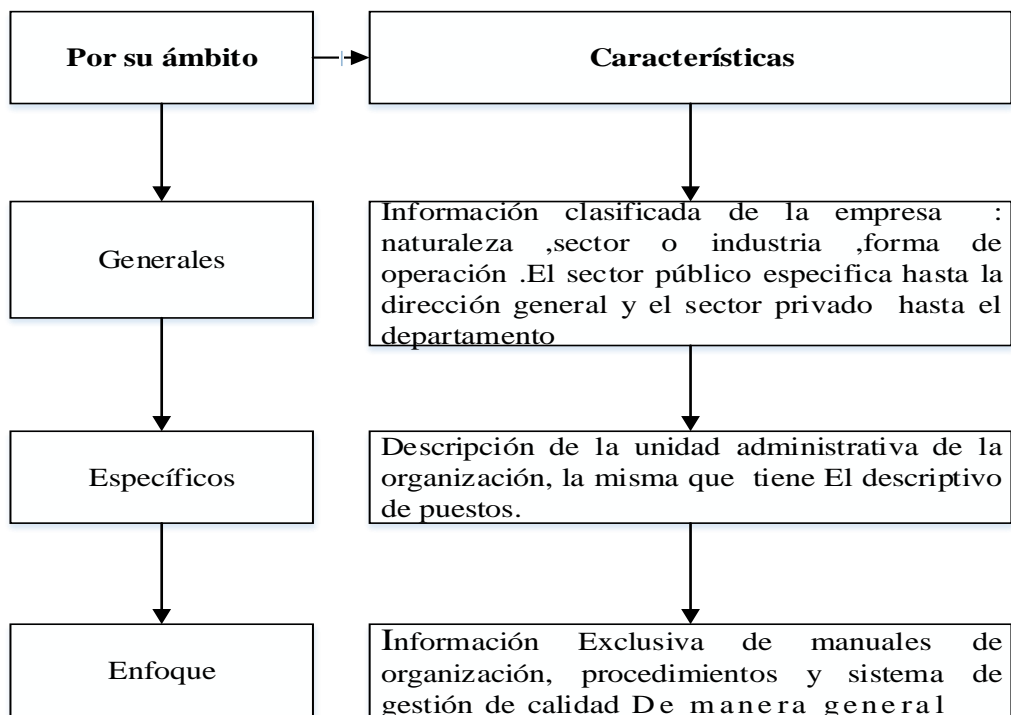 Por su ámbito
Características
Generales
Información clasificada de la empresa :
naturaleza ,sector o industria ,forma de
operación .El sector público especifica hasta la
dirección general y el sector privado hasta el
departamento
Específicos
Descripción de la unidad administrativa de la
organización, la misma que tiene El descriptivo
de puestos.
Enfoque
Información Exclusiva de manuales de
organización, procedimientos y sistema de
gestión de calidad De manera general